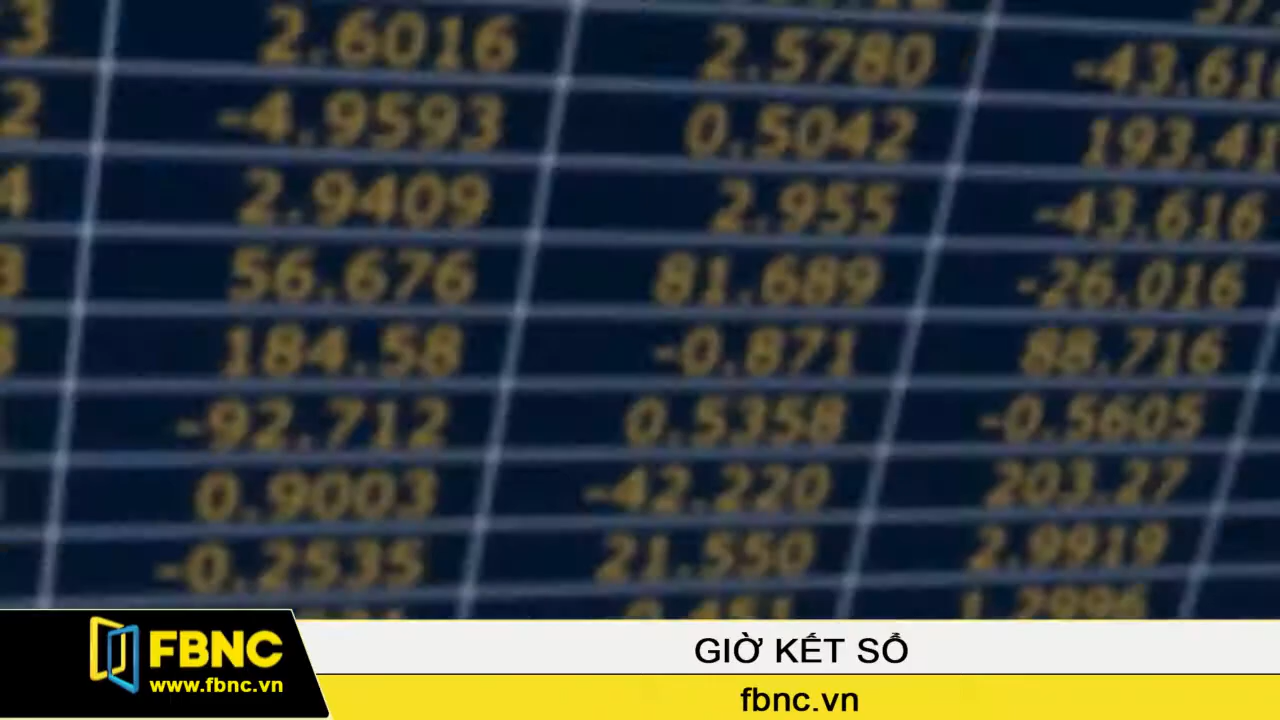 2.6016 2.5780
-4.9593 0.5042
2.9409 2.955 -43.616
56.676 81.689 -26.016
184.58 -0.871 88.716
-92.712 0.5358 -0.5605
0.9003 -42.220 203.27
-0.2535 21.550 2.9919
FBNC
www.fbnc.vn
GIỜ KẾT SỔ
fbnc.vn